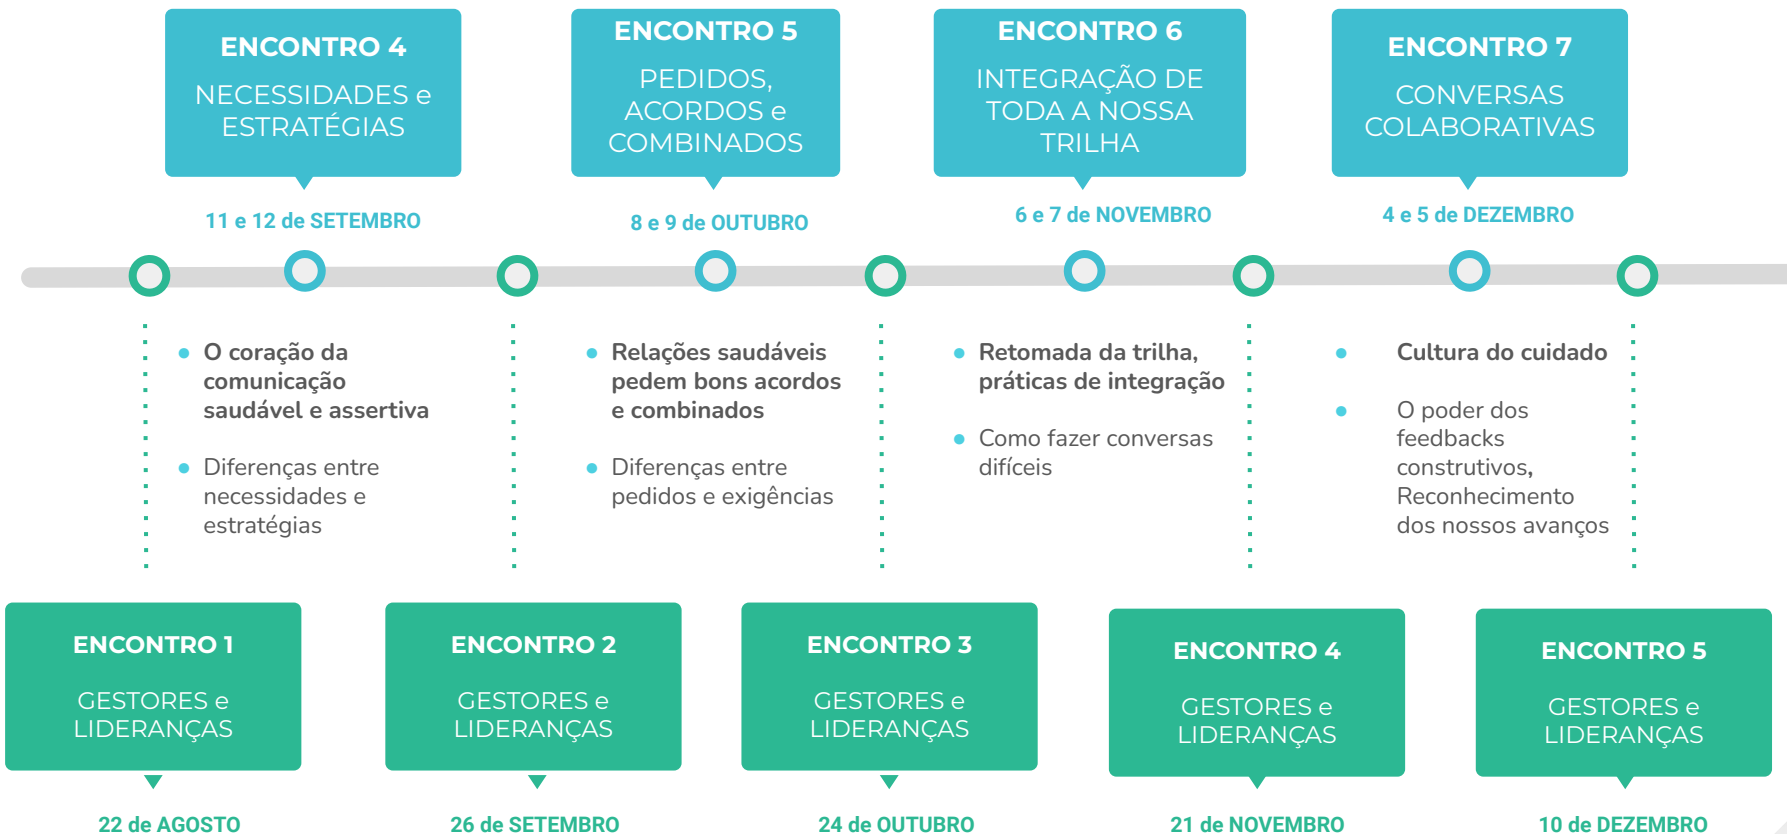 ENCONTRO 4
NECESSIDADES e
ESTRATÉGIAS
11 e 12 de SETEMBRO
ENCONTRO 5
PEDIDOS,
ACORDOS e
COMBINADOS
8 e 9 de OUTUBRO
ENCONTRO 6
INTEGRAÇÃO DE
TODA A NOSSA
TRILHA
6 e 7 de NOVEMBRO
ENCONTRO 7
CONVERSAS
COLABORATIVAS
4 e 5 de DEZEMBRO
● O coração da
comunicação
saudável e assertiva
● Diferenças entre
necessidades e
estratégias
● Relações saudáveis
pedem bons acordos
e combinados
● Diferenças entre
pedidos e exigências
● Retomada da trilha,
práticas de integração
● Como fazer conversas
difíceis
● Cultura do cuidado
● O poder dos
feedbacks
construtivos,
Reconhecimento
dos nossos avanços
ENCONTRO 1
GESTORES e
LIDERANÇAS
22 de AGOSTO
ENCONTRO 2
GESTORES e
LIDERANÇAS
26 de SETEMBRO
ENCONTRO 3
GESTORES e
LIDERANÇAS
24 de OUTUBRO
ENCONTRO 4
GESTORES e
LIDERANÇAS
21 de NOVEMBRO
ENCONTRO 5
GESTORES e
LIDERANÇAS
10 de DEZEMBRO